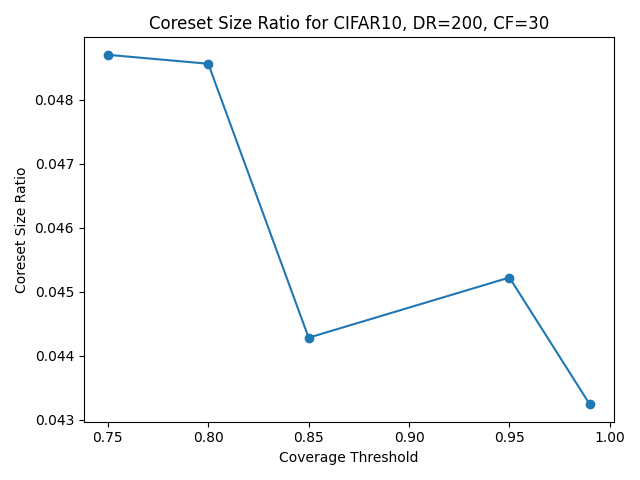 Coreset Size Ratio for CIFAR10, DR=200, CF=30
Coreset Size Ratio
0.048
0.047
0.046
0.045
0.044
0.043
0.75 0.80 0.85 0.90 0.95 1.00
Coverage Threshold